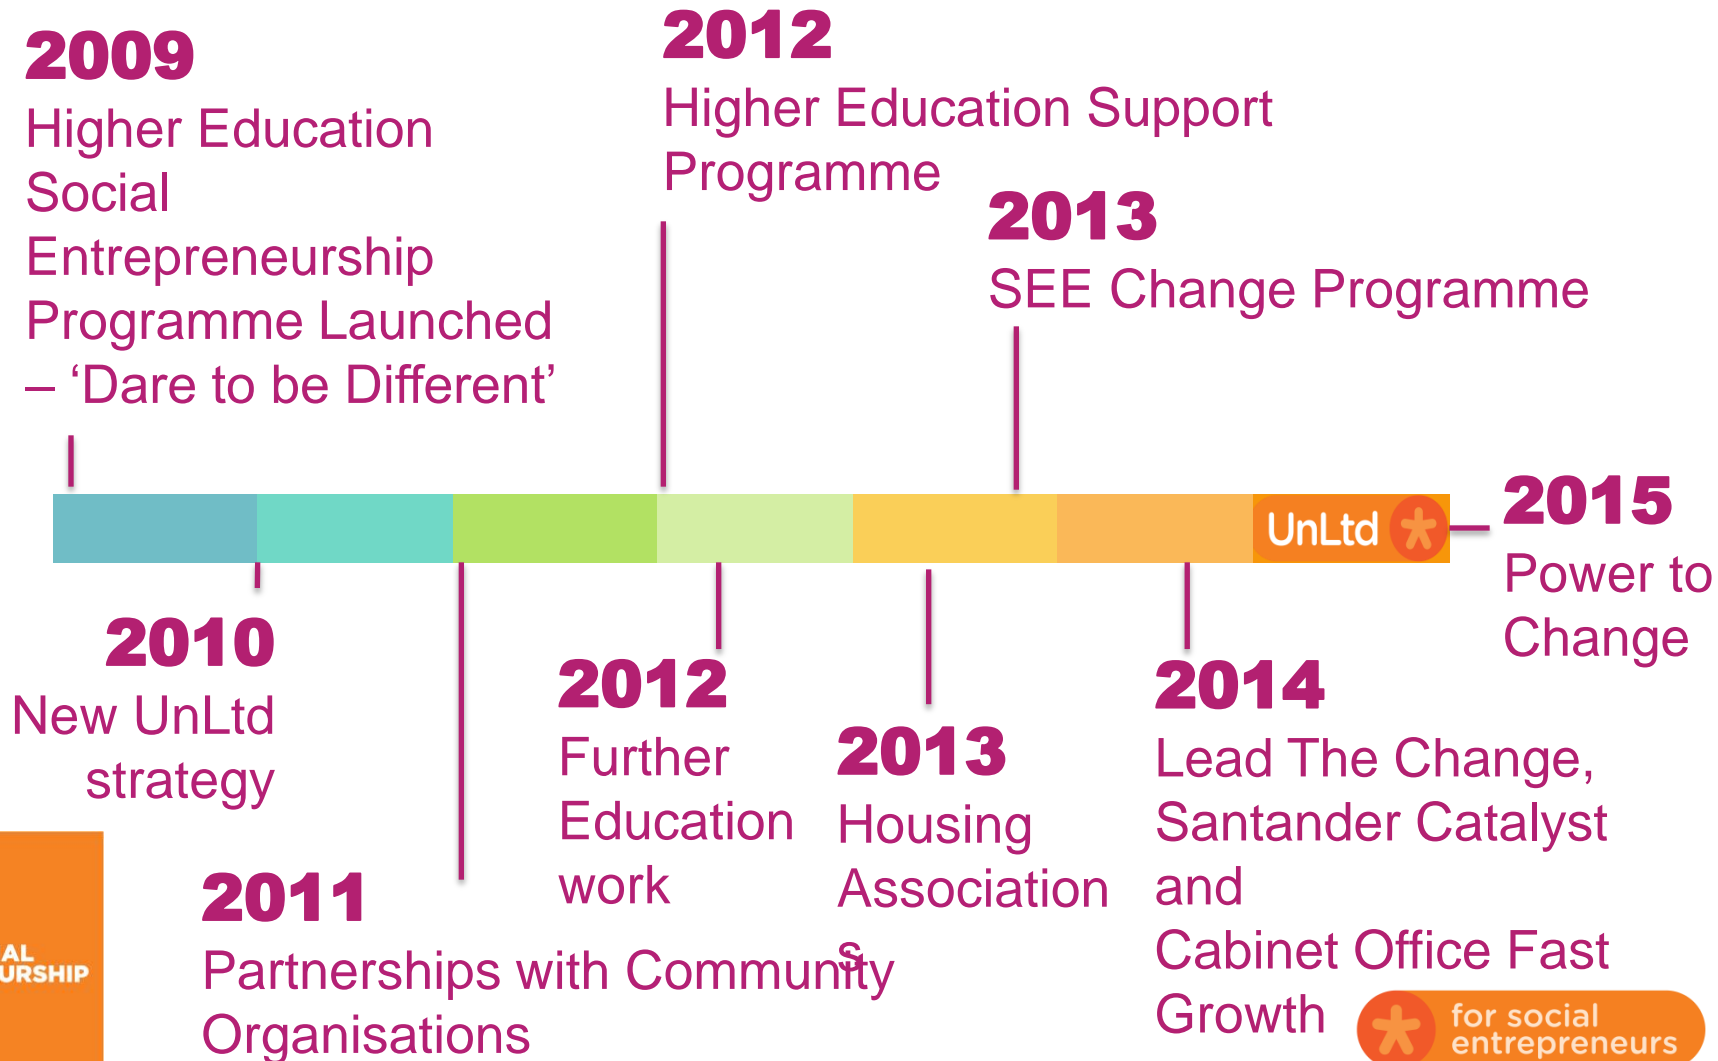 2009
Higher Education
Social
Entrepreneurship
Programme Launched
– ‘Dare to be Different’
2012
Higher Education Support
Programme
2013
SEE Change Programme
UnLtd
2015
Power to
Change
2010
New UnLtd
strategy
2011
Partnerships with Community
Organisations
2012
Further
Education
work
2013
Housing
Association
s
2014
Lead The Change,
Santander Catalyst
and
Cabinet Office Fast
Growth
AL
URSHIP
for social
entrepreneurs